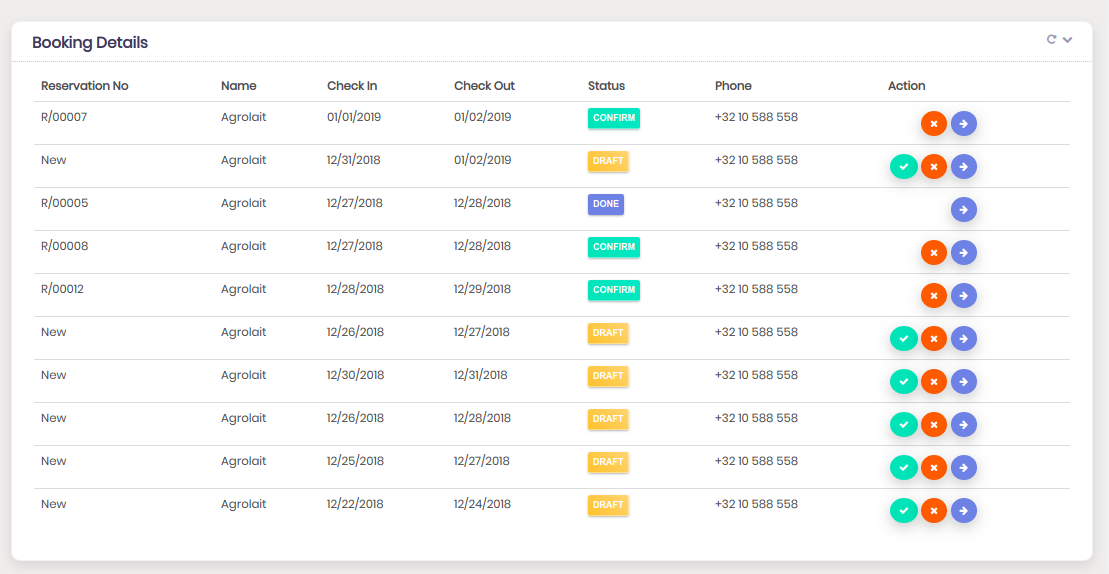 Booking Details
Reservation No Name Check In Check Out Status Phone Action
R/00007 Agrolait 01/01/2019 01/02/2019 CONFIRM +32 10 588 558
New Agrolait 12/31/2018 01/02/2019 DRAFT +32 10 588 558
R/00005 Agrolait 12/27/2018 12/28/2018 DONE +32 10 588 558
R/00008 Agrolait 12/27/2018 12/28/2018 CONFIRM +32 10 588 558
R/00012 Agrolait 12/28/2018 12/29/2018 CONFIRM +32 10 588 558
New Agrolait 12/26/2018 12/27/2018 DRAFT +32 10 588 558
New Agrolait 12/30/2018 12/31/2018 DRAFT +32 10 588 558
New Agrolait 12/26/2018 12/28/2018 DRAFT +32 10 588 558
New Agrolait 12/25/2018 12/27/2018 DRAFT +32 10 588 558
New Agrolait 12/22/2018 12/24/2018 DRAFT +32 10 588 558